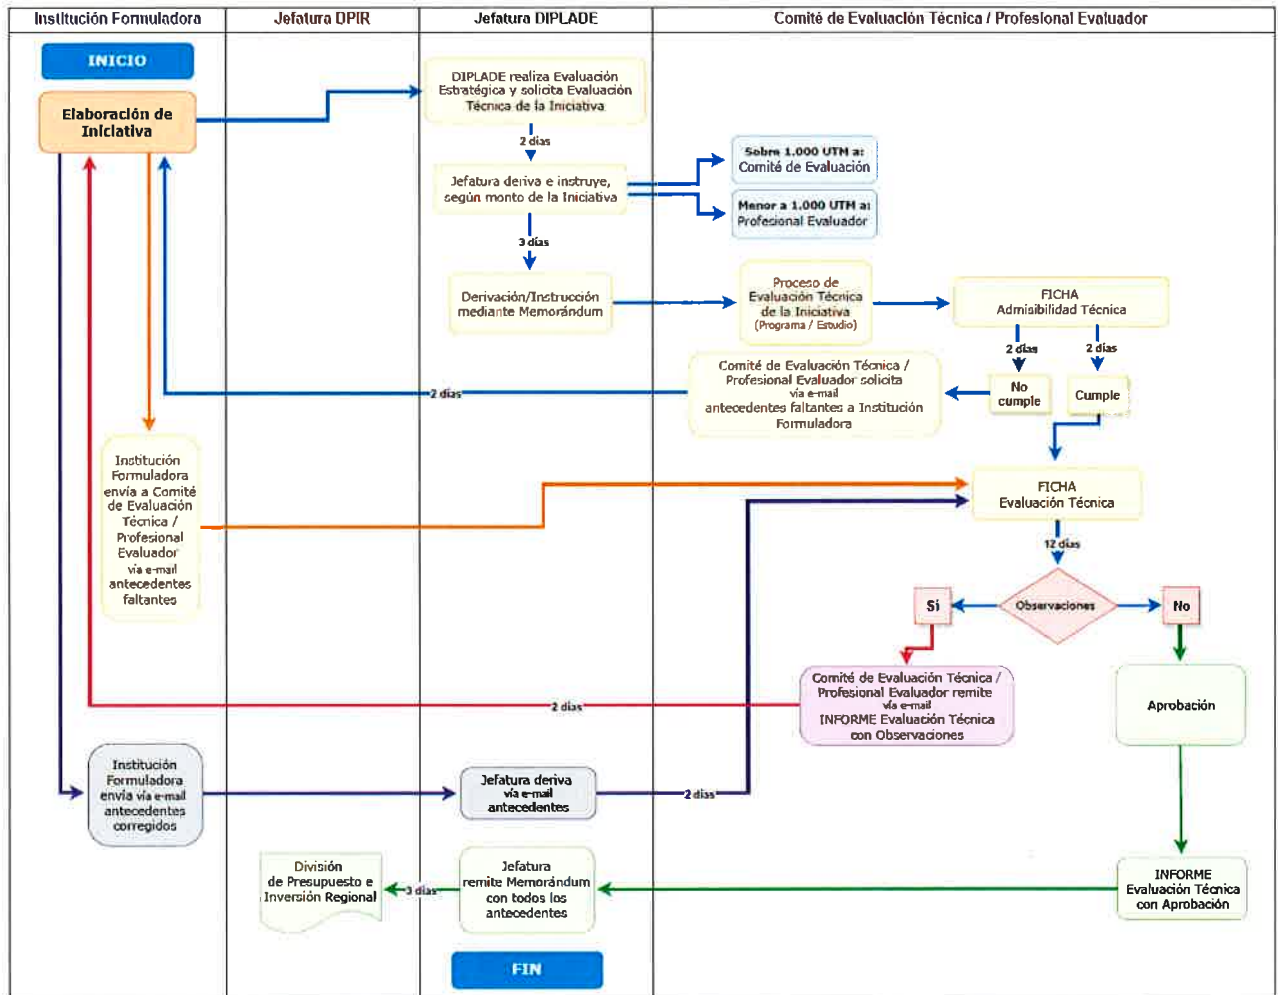 Institución Formuladora
Jefatura DPIR
Jefatura DIPLADE
Comité de Evaluación Técnica / Profesional Evaluador
INICIO
Elaboración de
Iniciativa
DIPLADE realiza Evaluación
Estratégica y solicita Evaluación
Técnica de la Iniciativa
2 días
Jefatura deriva e instruye,
según monto de la Iniciativa
Sobre 1.000 UTM a:
Comité de Evaluación
Menor a 1.000 UTM a:
Profesional Evaluador
3 días
Derivación/Instrucción
mediante Memorándum
Proceso de
Evaluación Técnica
de la Iniciativa
(Programa / Estudio)
FICHA
Admisibilidad Técnica
2 días
2 días
No
cumple
Cumple
Comité de Evaluación Técnica /
Profesional Evaluador solicita
vía e-mail
antecedentes faltantes a Institución
Formuladora
2 días
Institución
Formuladora
envía a Comité
de Evaluación
Técnica /
Profesional
Evaluador
vía e-mail
antecedentes
faltantes
FICHA
Evaluación Técnica
12 días
Observaciones
Sí
No
Comité de Evaluación Técnica /
Profesional Evaluador remite
vía e-mail
INFORME Evaluación Técnica
con Observaciones
2 días
Aprobación
Institución
Formuladora
envía vía e-mail
antecedentes
corregidos
Jefatura deriva
vía e-mail
antecedentes
2 días
INFORME
Evaluación Técnica
con Aprobación
Jefatura
remite Memorándum
con todos los
antecedentes
3 días
División
de Presupuesto e
Inversión Regional
FIN